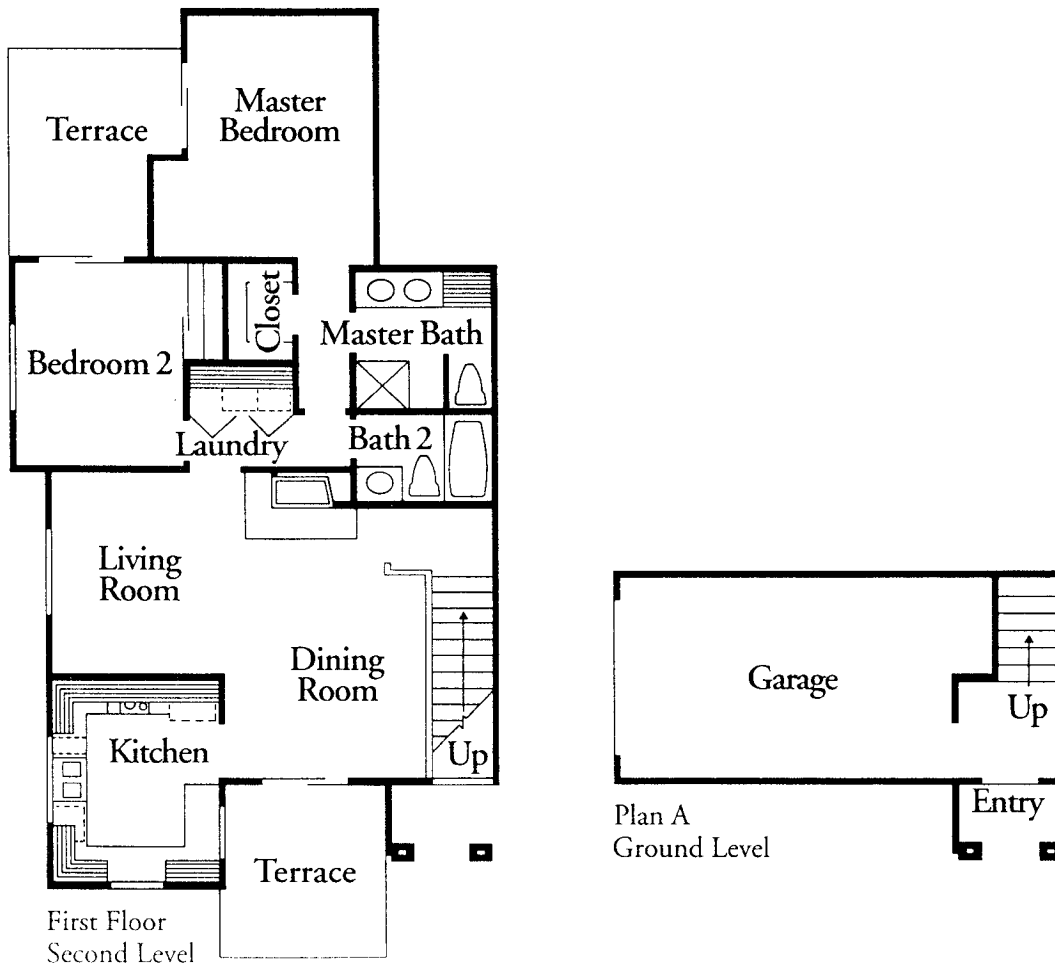 Terrace
Master
Bedroom
Closet
Master Bath
Bedroom 2
Laundry
Bath 2
Living
Room
Dining
Room
Kitchen
Up
Terrace
First Floor
Second Level
Garage
Up
Entry
Plan A
Ground Level